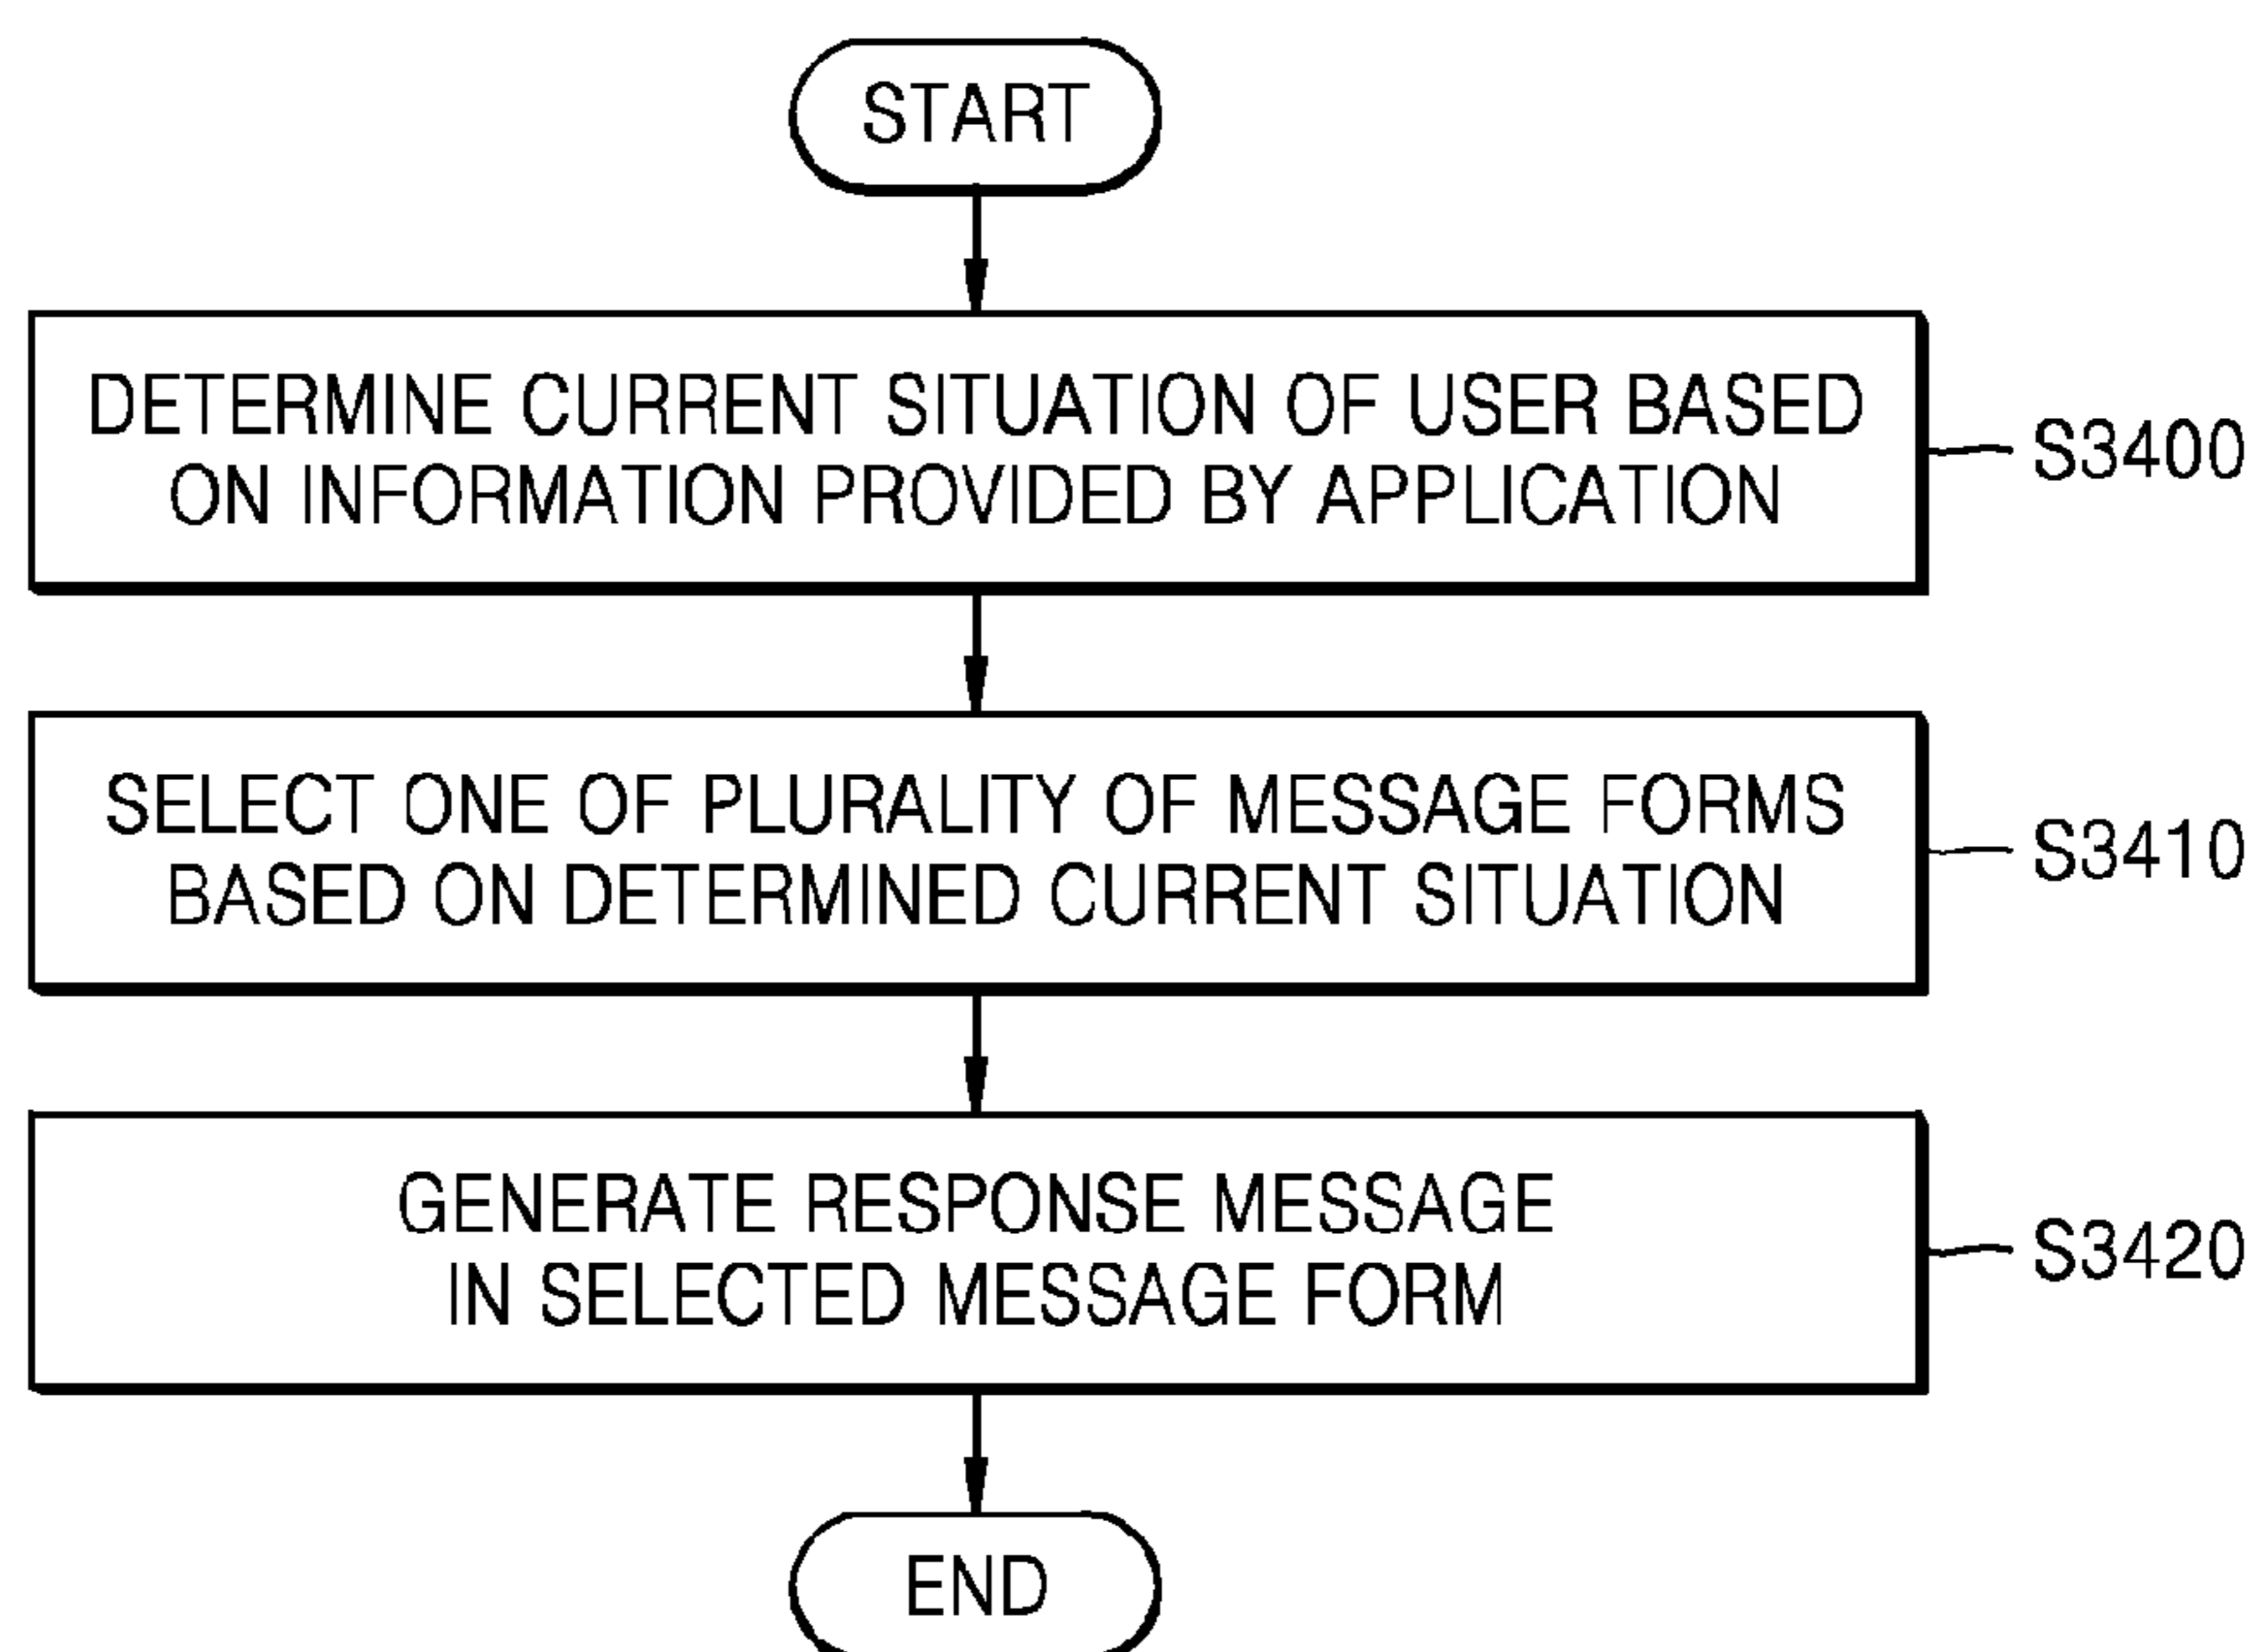 START
DETERMINE CURRENT SITUATION OF USER BASED
ON INFORMATION PROVIDED BY APPLICATION
S3400
SELECT ONE OF PLURALITY OF MESSAGE FORMS
BASED ON DETERMINED CURRENT SITUATION
S3410
GENERATE RESPONSE MESSAGE
IN SELECTED MESSAGE FORM
S3420
END